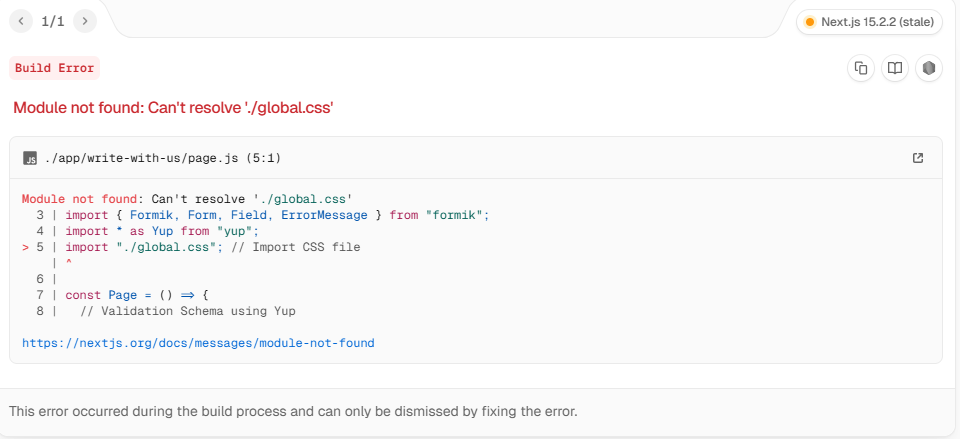 1/1
Next.js 15.2.2 (stale)
Build Error
Module not found: Can't resolve './global.css'
JS ./app/write-with-us/page.js (5:1)
Module not found: Can't resolve './global.css'
3 | import { Formik, Form, Field, ErrorMessage } from "formik";
4 | import * as Yup from "yup";
> 5 | import "./global.css"; // Import CSS file
| ^
6 |
7 | const Page = () => {
8 |   // Validation Schema using Yup
https://nextjs.org/docs/messages/module-not-found
This error occurred during the build process and can only be dismissed by fixing the error.